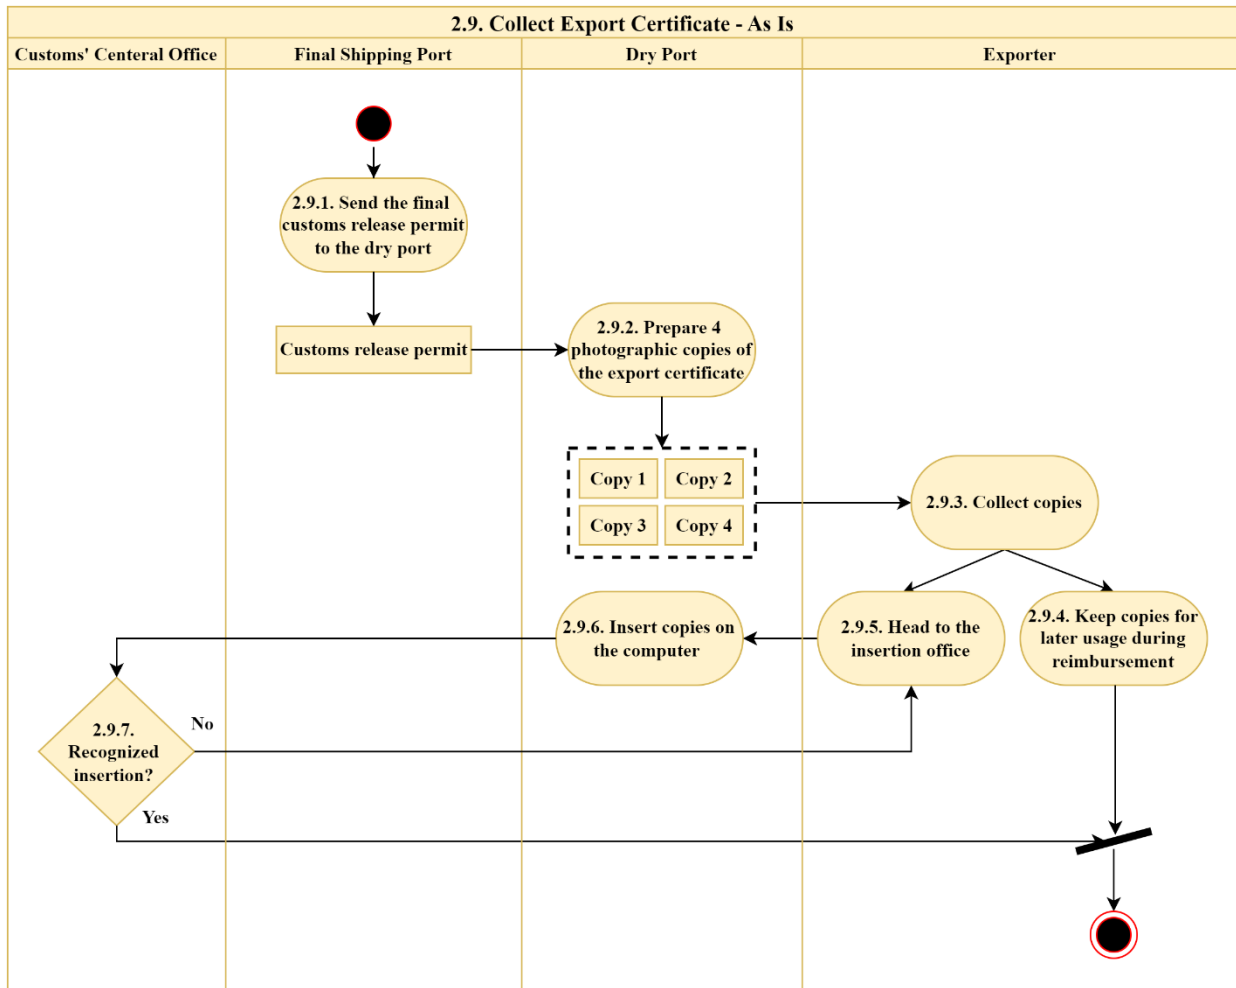 2.9. Collect Export Certificate - As Is
Customs' Centeral Office
Final Shipping Port
Dry Port
Exporter
2.9.1. Send the final
customs release permit
to the dry port
Customs release permit
2.9.2. Prepare 4
photographic copies of
the export certificate
Copy 1
Copy 2
Copy 3
Copy 4
2.9.3. Collect copies
2.9.6. Insert copies on
the computer
2.9.5. Head to the
insertion office
2.9.4. Keep copies for
later usage during
reimbursement
2.9.7.
Recognized
insertion?
No
Yes